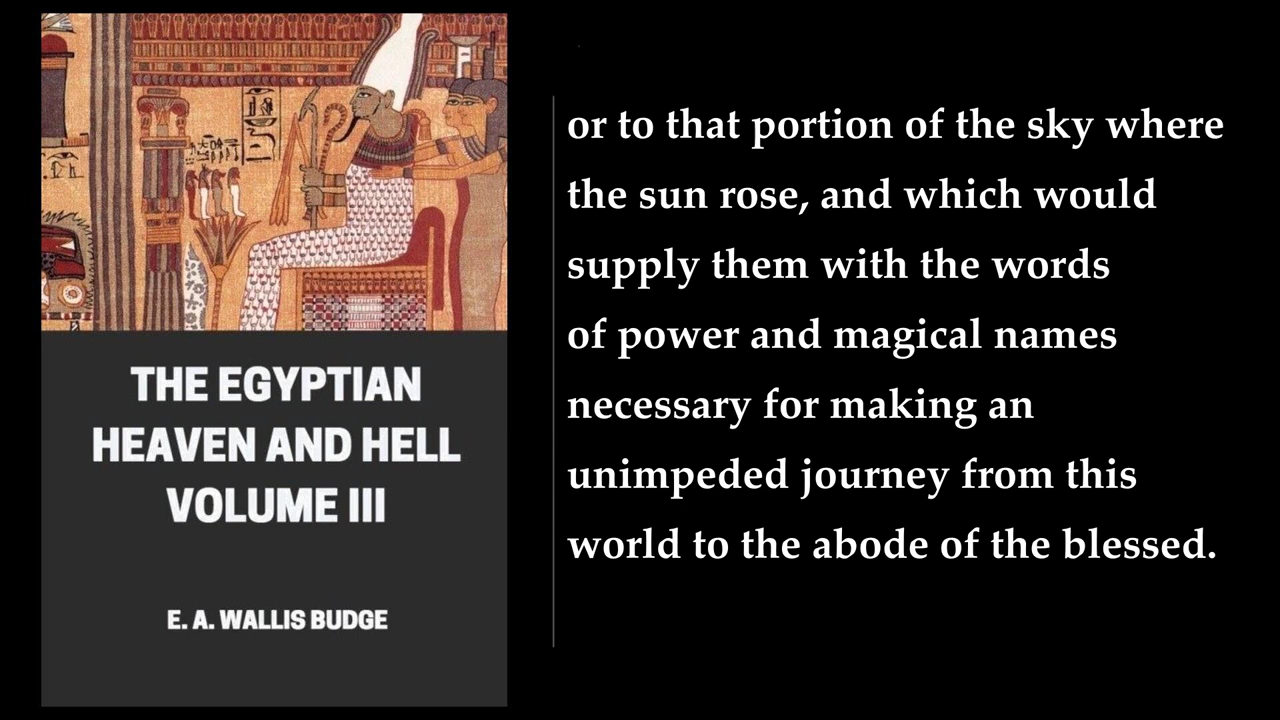 THE EGYPTIAN
HEAVEN AND HELL
VOLUME III
E. A. WALLIS BUDGE
or to that portion of the sky where
the sun rose, and which would
supply them with the words
of power and magical names
necessary for making an
unimpeded journey from this
world to the abode of the blessed.